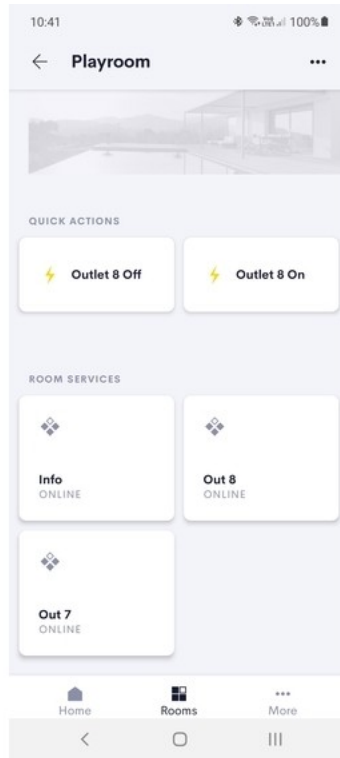 10:41
100%
Playroom
QUICK ACTIONS
Outlet 8 Off
Outlet 8 On
ROOM SERVICES
Info
ONLINE
Out 8
ONLINE
Out 7
ONLINE
Home
Rooms
More